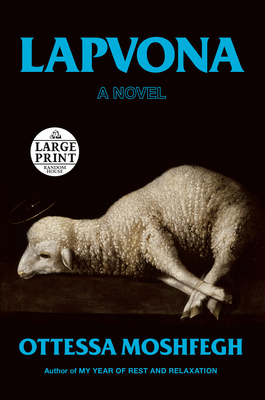 LAPVONA
A NOVEL
LARGE
PRINT
RANDOM
HOUSE
OTTESSA MOSHFEGH
Author of MY YEAR OF REST AND RELAXATION